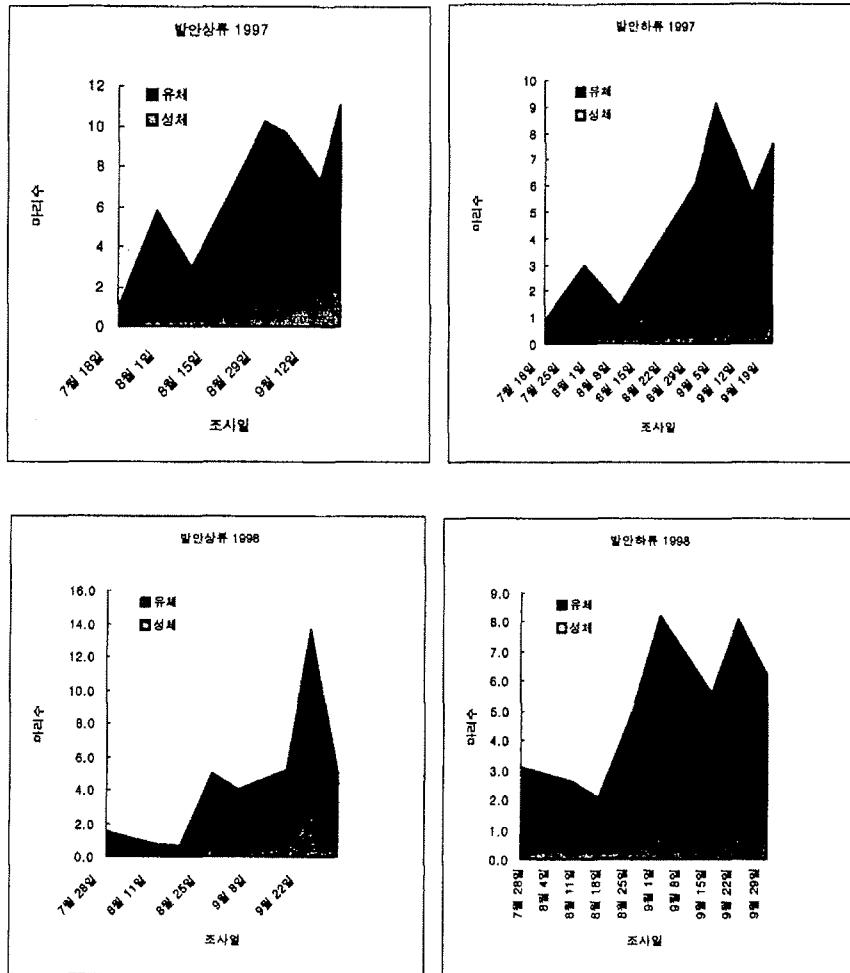 발안상류 1997
12
10
8
6
4
2
0
유체
성체
마리수
7월 18일
8월 1일
8월 15일
8월 29일
9월 12일
조사일
발안하류 1997
10
9
8
7
6
5
4
3
2
1
0
유체
성체
마리수
7월 18일
7월 25일
8월 1일
8월 8일
8월 15일
8월 22일
8월 29일
9월 5일
9월 12일
9월 19일
조사일
발안상류 1998
16.0
14.0
12.0
10.0
8.0
6.0
4.0
2.0
0.0
유체
성체
마리수
7월 28일
8월 11일
8월 25일
9월 8일
9월 22일
조사일
발안하류 1998
9.0
8.0
7.0
6.0
5.0
4.0
3.0
2.0
1.0
0.0
유체
성체
마리수
7월 28일
8월 4일
8월 11일
8월 18일
8월 25일
9월 1일
9월 8일
9월 15일
9월 22일
9월 29일
조사일